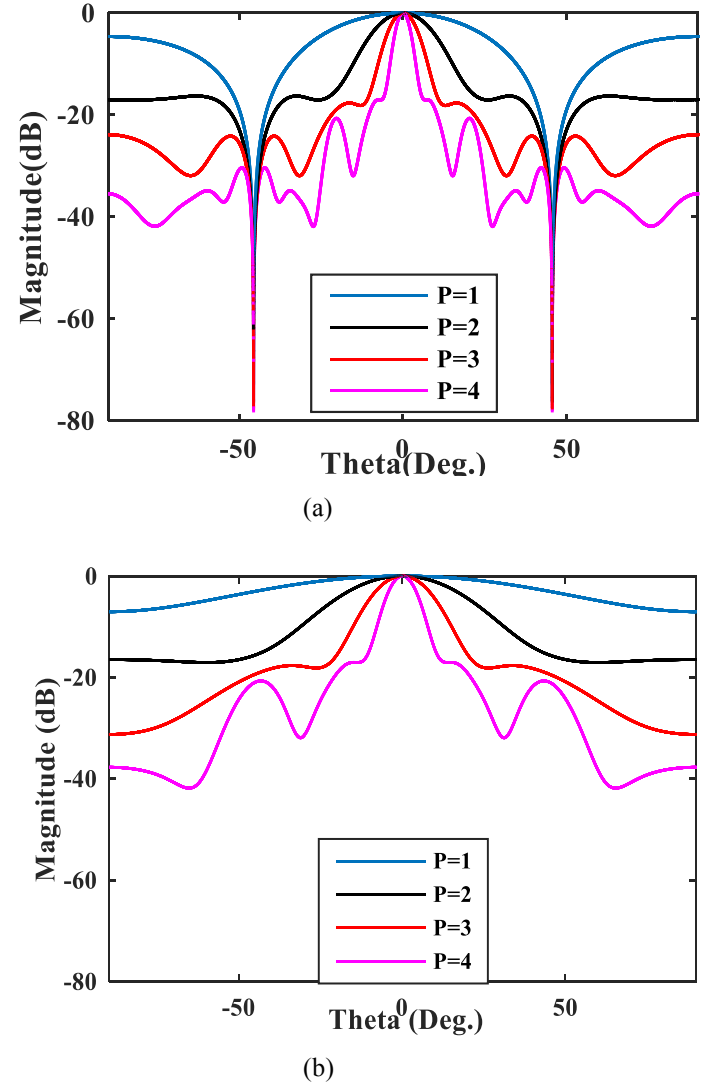 0
-20
-40
-60
-80
Magnitude(dB)
P=1
P=2
P=3
P=4
-50 0 50
Theta(Deg.)
(a)
0
-20
-40
-60
-80
Magnitude (dB)
P=1
P=2
P=3
P=4
-50 0 50
Theta (Deg.)
(b)